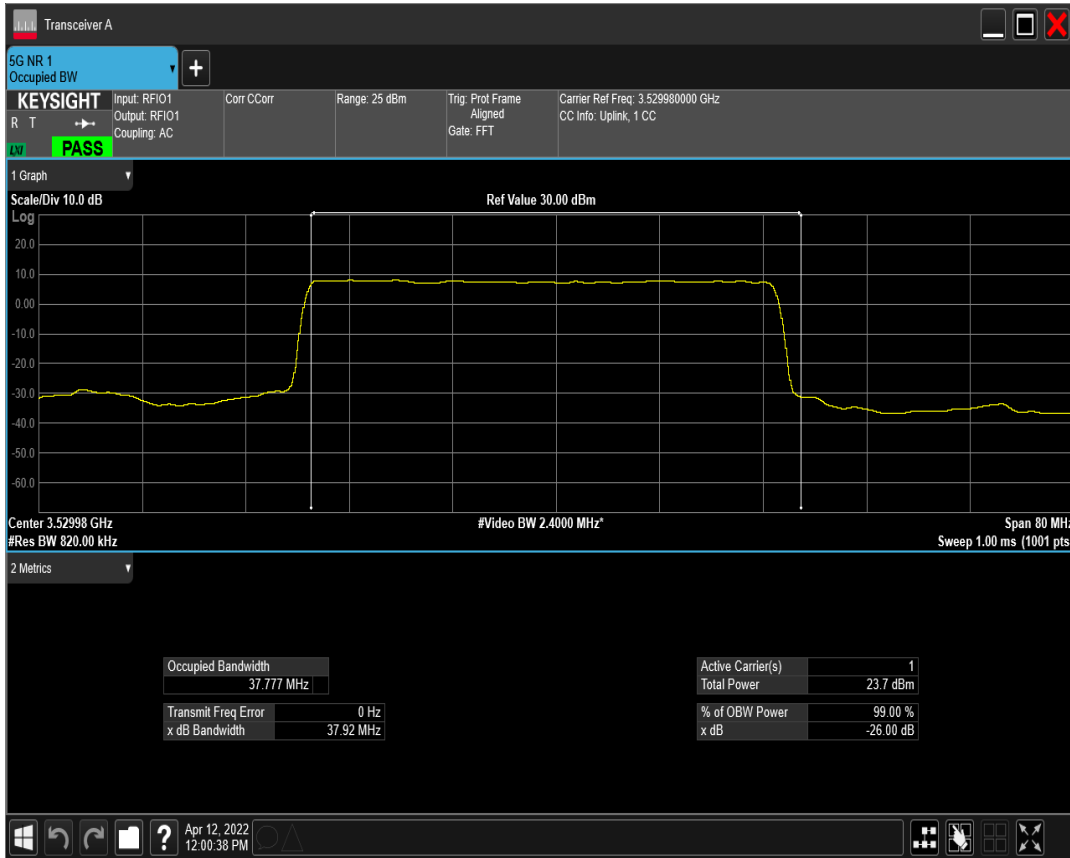 Transceiver A
5G NR 1
Occupied BW
KEYSIGHT
R T
LXI
PASS
Input: RFIO1
Output: RFIO1
Coupling: AC
Corr CCorr
Range: 25 dBm
Trig: Prot Frame
Aligned
Gate: FFT
Carrier Ref Freq: 3.529980000 GHz
CC Info: Uplink, 1 CC
1 Graph
Scale/Div 10.0 dB
Ref Value 30.00 dBm
Log
20.0
10.0
0.00
-10.0
-20.0
-30.0
-40.0
-50.0
-60.0
Center 3.52998 GHz
#Video BW 2.4000 MHz*
Span 80 MHz
#Res BW 820.00 kHz
Sweep 1.00 ms (1001 pts
2 Metrics
Occupied Bandwidth
37.777 MHz
Transmit Freq Error 0 Hz
x dB Bandwidth 37.92 MHz
Active Carrier(s) 1
Total Power 23.7 dBm
% of OBW Power 99.00 %
x dB -26.00 dB
?
Apr 12, 2022
12:00:38 PM